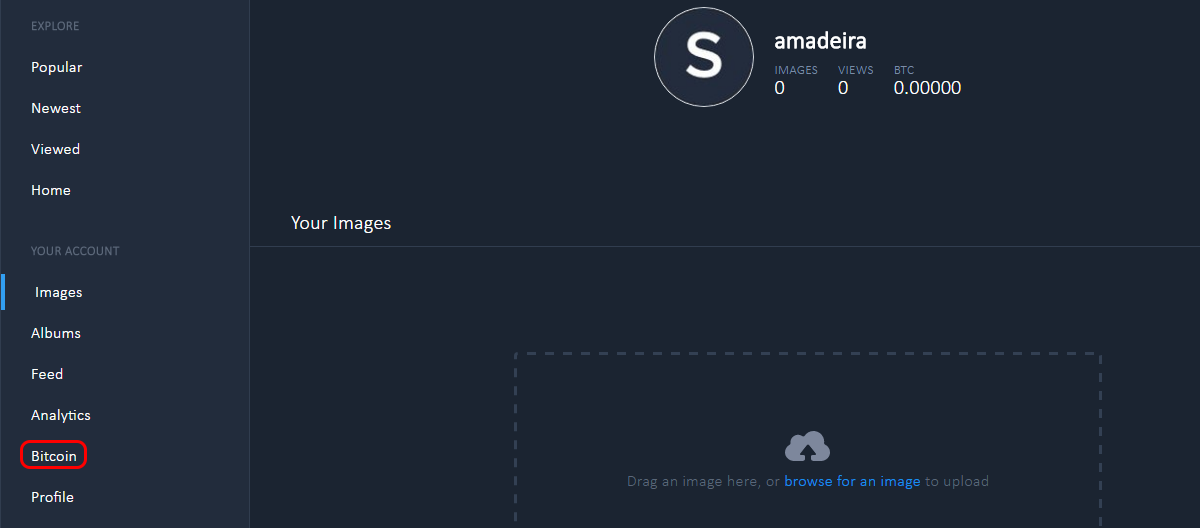 EXPLORE
Popular
Newest
Viewed
Home
YOUR ACCOUNT
Images
Albums
Feed
Analytics
Bitcoin
Profile
S
amadeira
IMAGES VIEWS BTC
0 0 0.00000
Your Images
Drag an image here, or browse for an image to upload